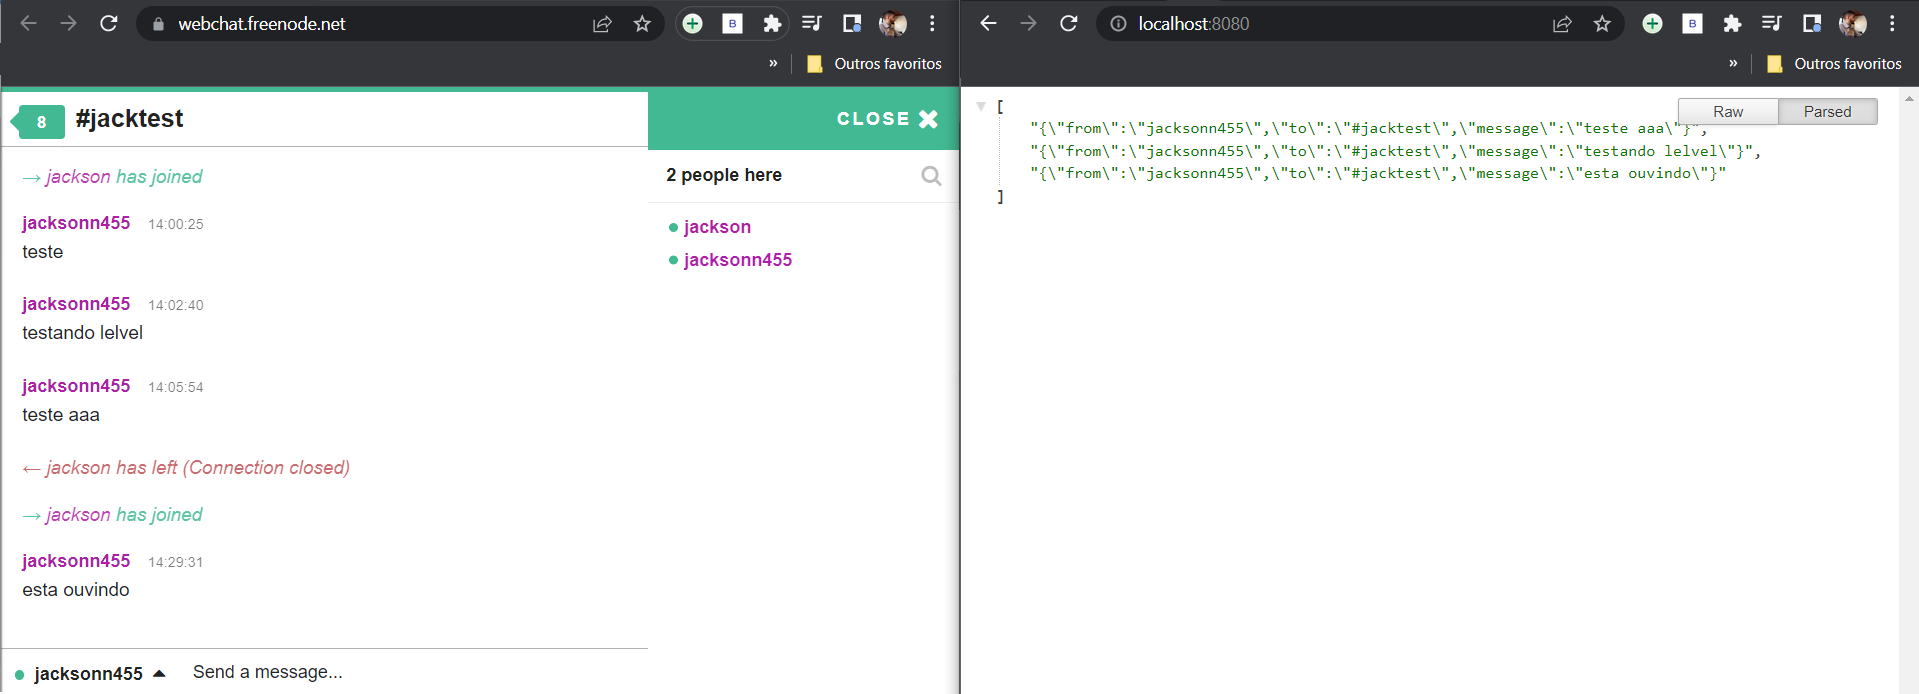 webchat.freenode.net
»
Outros favoritos
8
#jacktest
CLOSE
→ jackson has joined
2 people here
jacksonn455 14:00:25
teste
jackson
jacksonn455
jacksonn455 14:02:40
testando lelvel
jacksonn455 14:05:54
teste aaa
← jackson has left (Connection closed)
→ jackson has joined
jacksonn455 14:29:31
esta ouvindo
jacksonn455 Send a message...
localhost:8080
»
Outros favoritos
Raw Parsed
[
"{\"from\":\"jacksonn455\",\"to\":\"#jacktest\",\"message\":\"teste aaa\"}",
"{\"from\":\"jacksonn455\",\"to\":\"#jacktest\",\"message\":\"testando lelvel\"}",
"{\"from\":\"jacksonn455\",\"to\":\"#jacktest\",\"message\":\"esta ouvindo\"}"
]